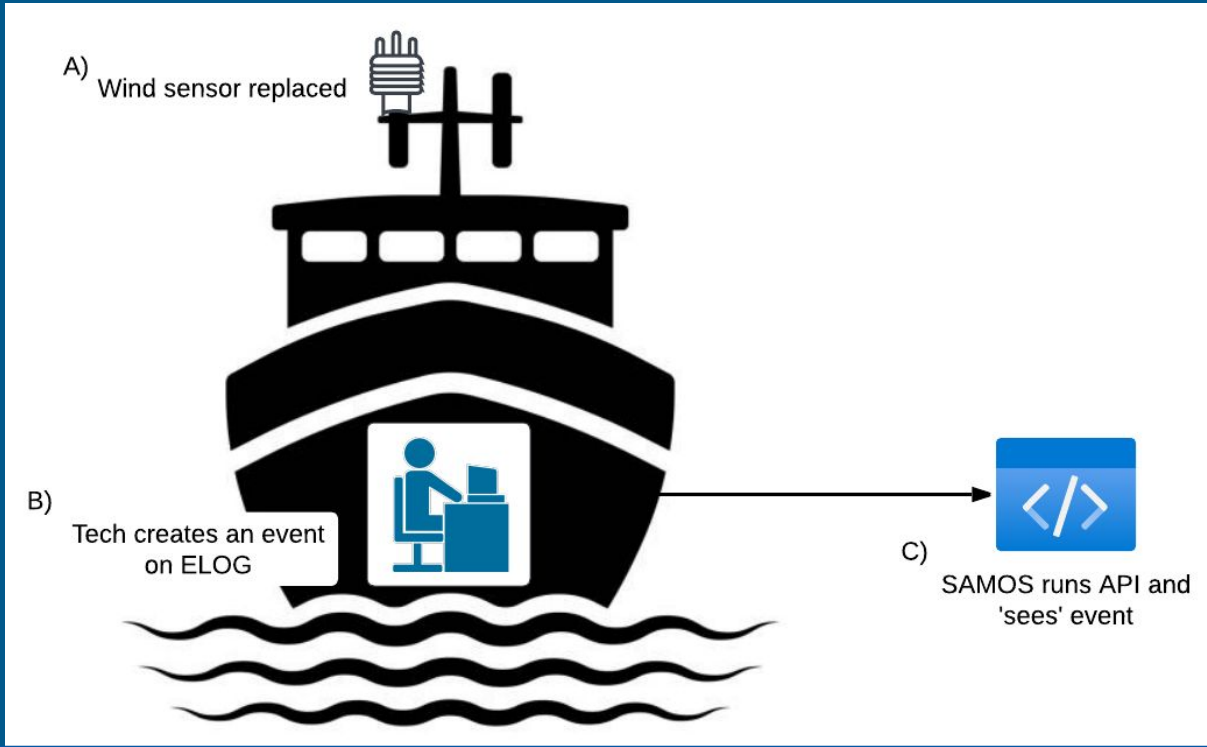 A)
Wind sensor replaced
B)
Tech creates an event
on ELOG
C)
SAMOS runs API and
'sees' event